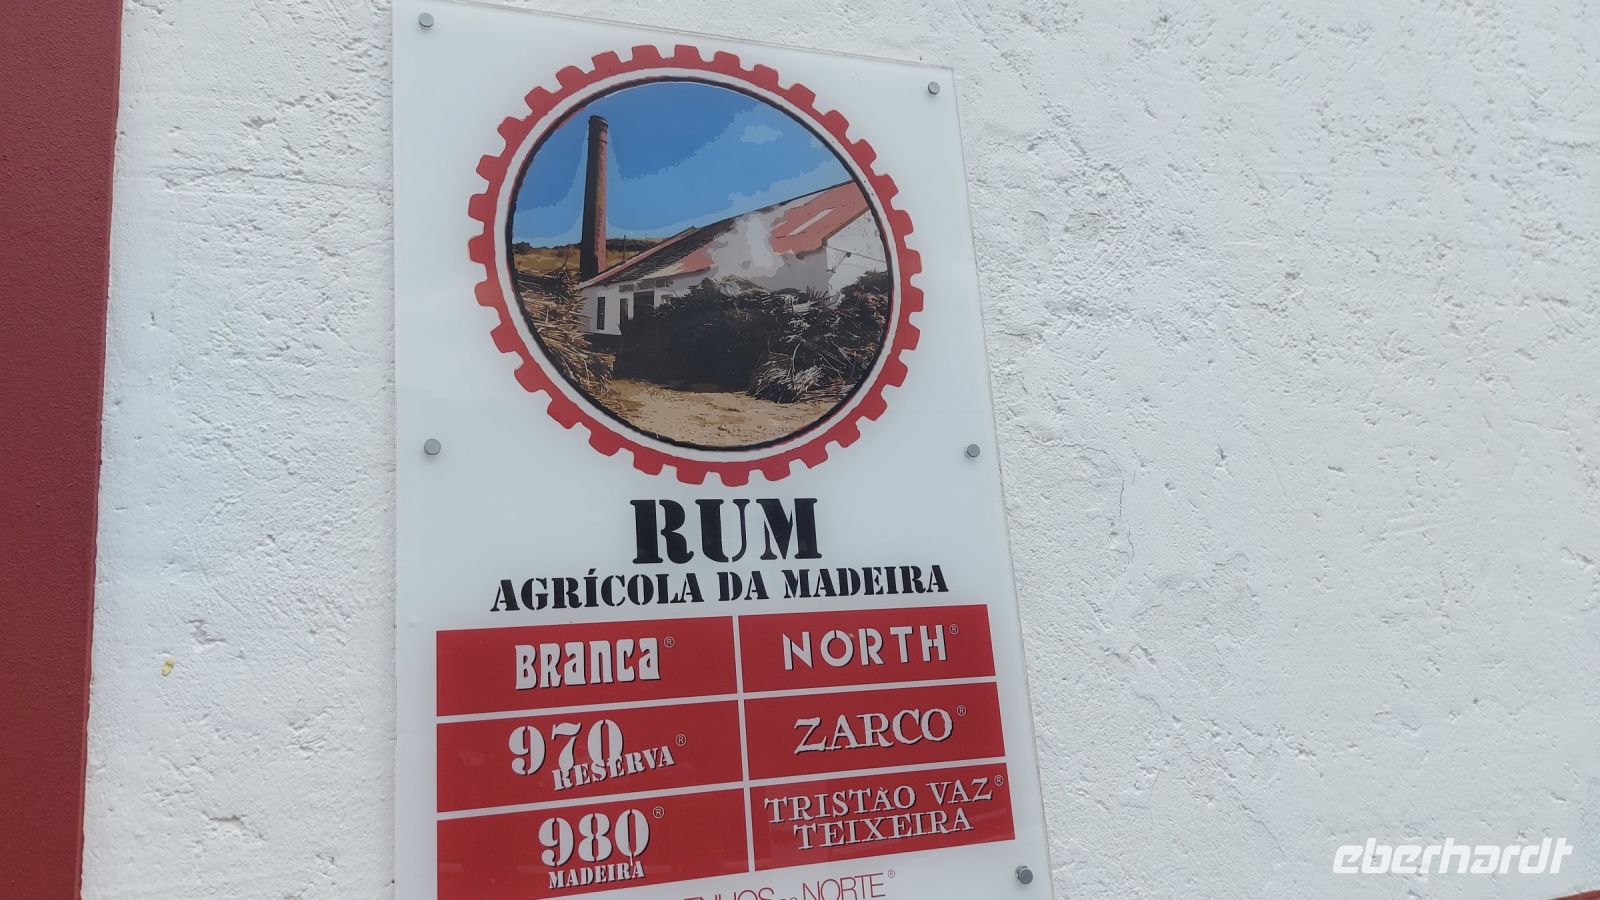 RUM
AGRÍCOLA DA MADEIRA
BRANCA®
NORTH®
970
RESERVA®
ZARCO®
980®
MADEIRA
TRISTÃO VAZ®
TEIXEIRA
NORTE®
eberhardt